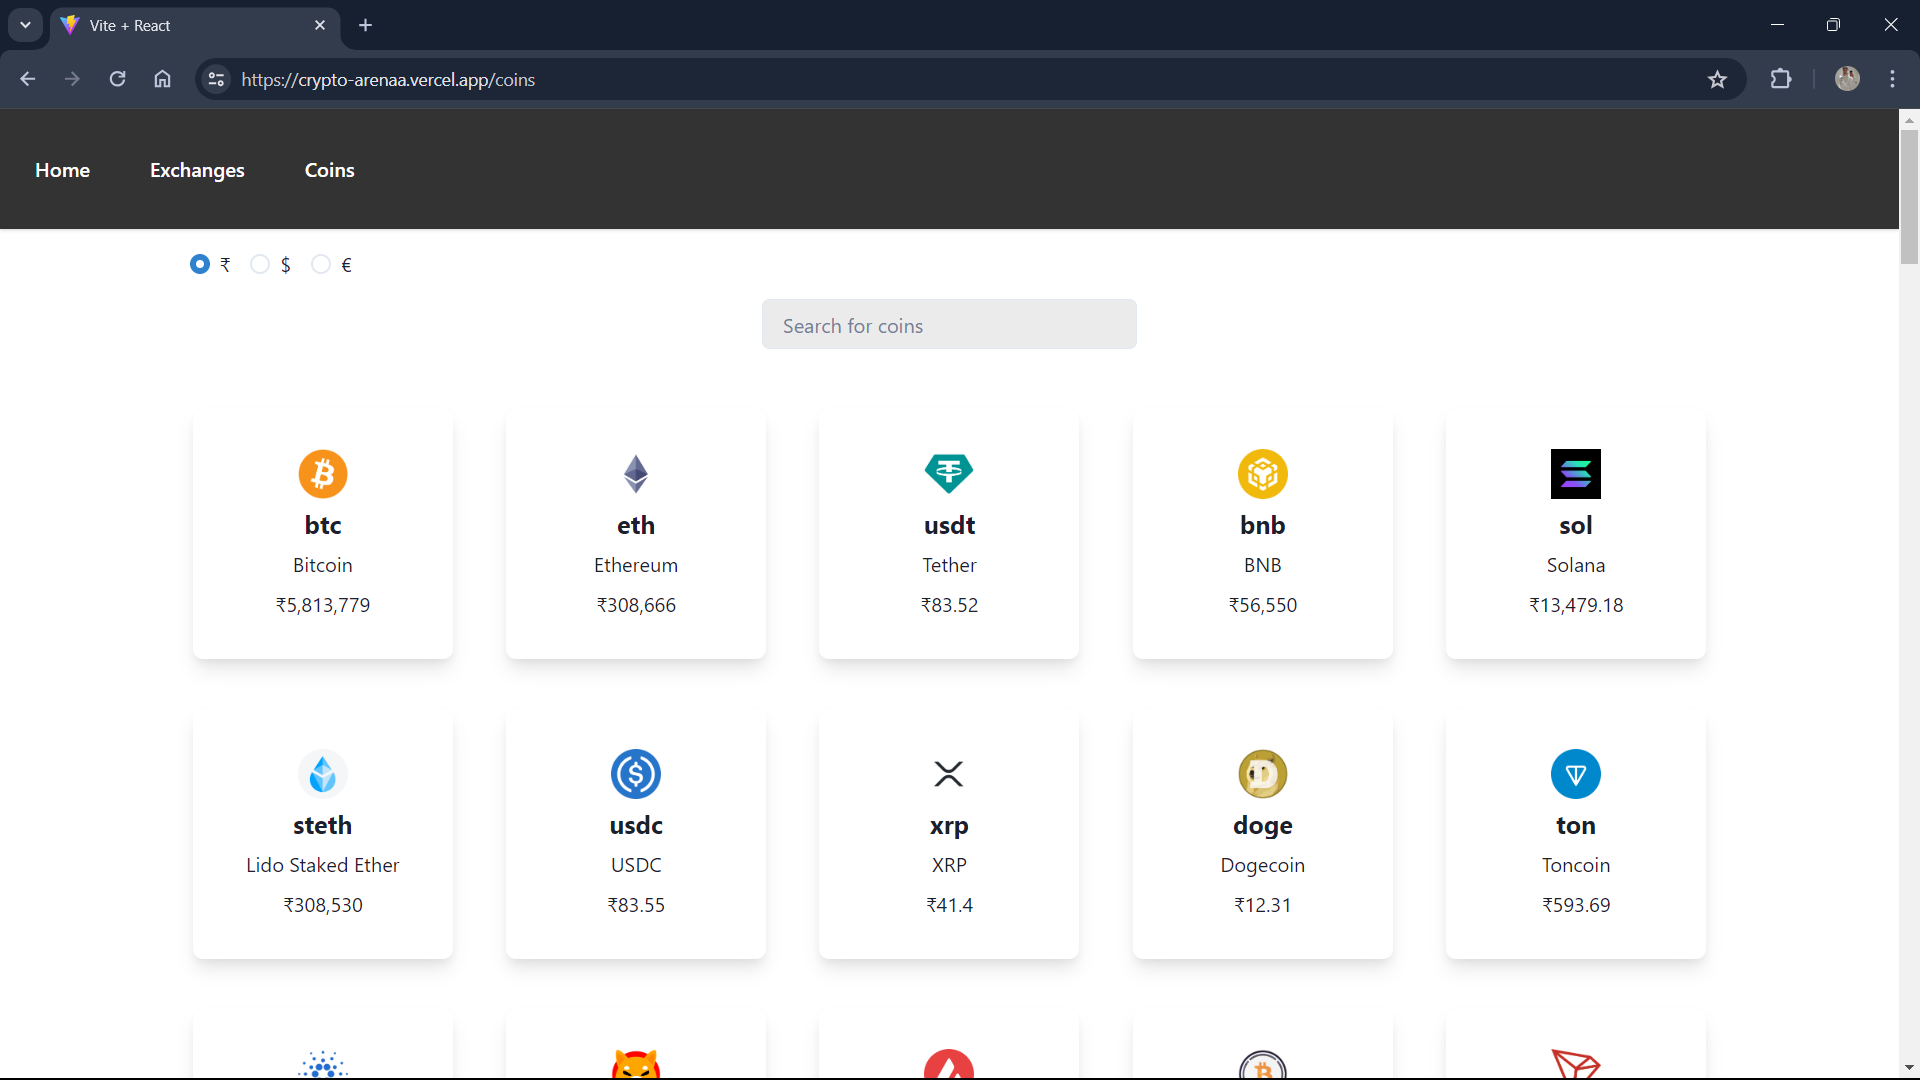 Vite + React
https://crypto-arenaa.vercel.app/coins
Home Exchanges Coins
₹ $ €
Search for coins
btc eth usdt bnb sol
Bitcoin Ethereum Tether BNB Solana
₹5,813,779 ₹308,666 ₹83.52 ₹56,550 ₹13,479.18
steth usdc xrp doge ton
Lido Staked Ether USDC XRP Dogecoin Toncoin
₹308,530 ₹83.55 ₹41.4 ₹12.31 ₹593.69